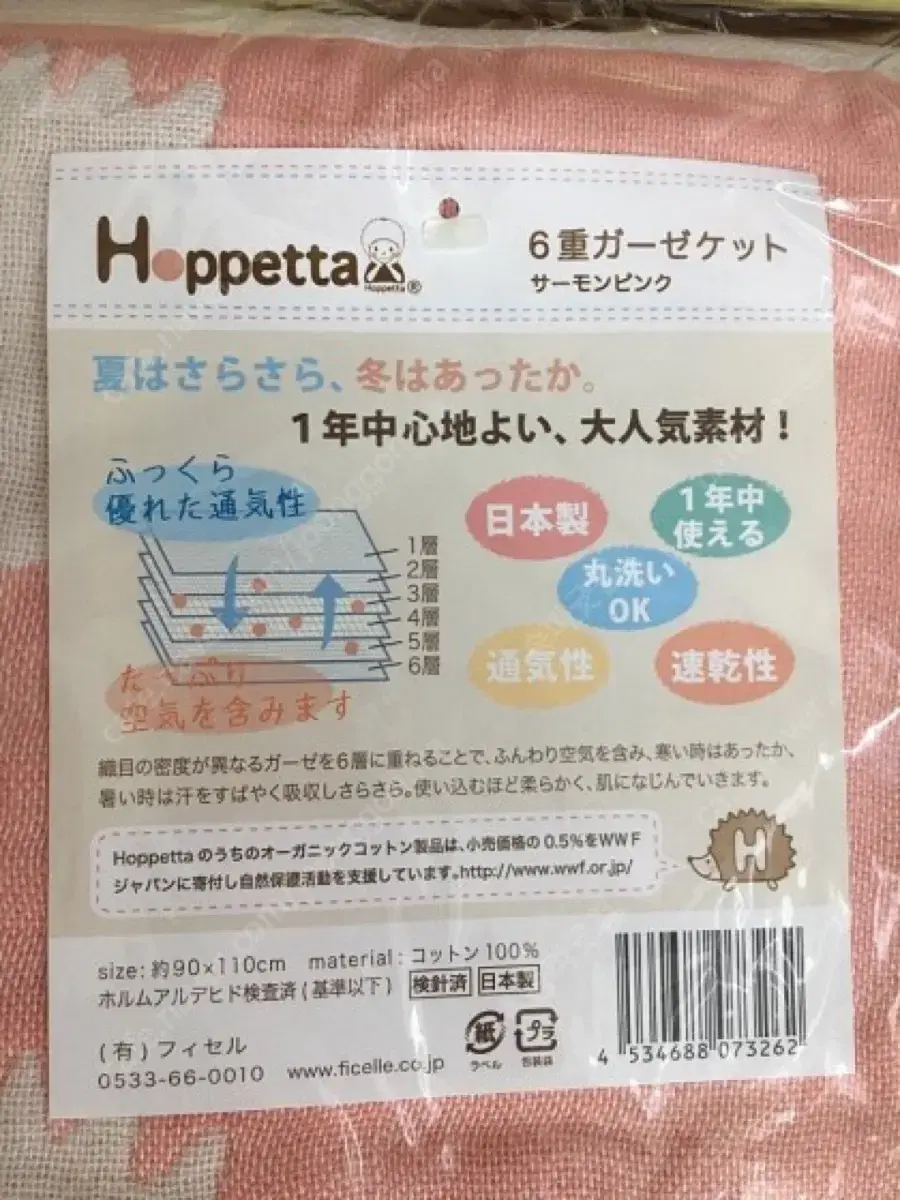 Hoppetta
Hoppetta®
6重ガーゼケット
サーモンピンク
夏はさらさら、冬はあったか。
1年中心地よい、大人気素材！
ふっくら
優れた通気性
1層
2層
3層
4層
5層
6層
たっぷり
空気を含みます
日本製
1年中
使える
丸洗い
OK
通気性
速乾性
織目の密度が異なるガーゼを6層に重ねることで、ふんわり空気を含み、寒い時はあったか、
暑い時は汗をすばやく吸収しさらさら。使い込むほど柔らかく、肌になじんでいきます。
Hoppettaのうちのオーガニックコットン製品は、小売価格の0.5%をWWF
ジャパンに寄付し自然保護活動を支援しています。http://www.wwf.or.jp/
H
size:約90×110cm material:コットン100%
ホルムアルデヒド検査済(基準以下) 検針済 日本製
(有)フィセル
0533-66-0010 www.ficelle.co.jp
紙
ラベル
プラ
包装袋
4 534688 073262